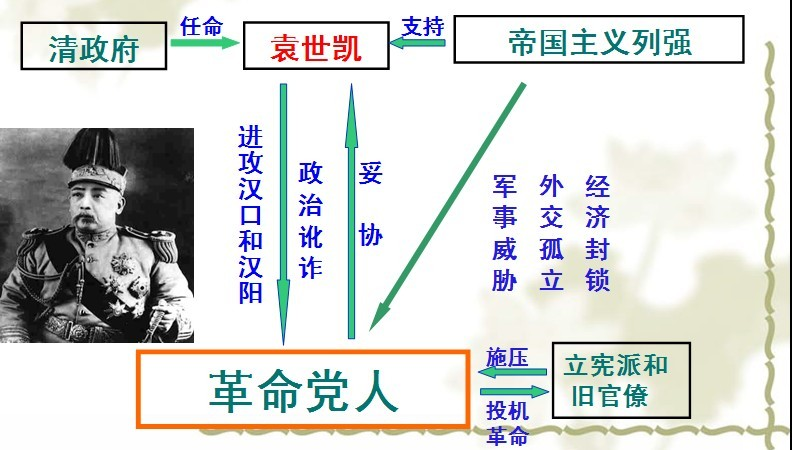 清政府
任命
袁世凯
支持
帝国主义列强
进攻汉口和汉阳
政治讹诈
妥协
军事威胁
外交孤立
经济封锁
革命党人
施压
投机
革命
立宪派和
旧官僚